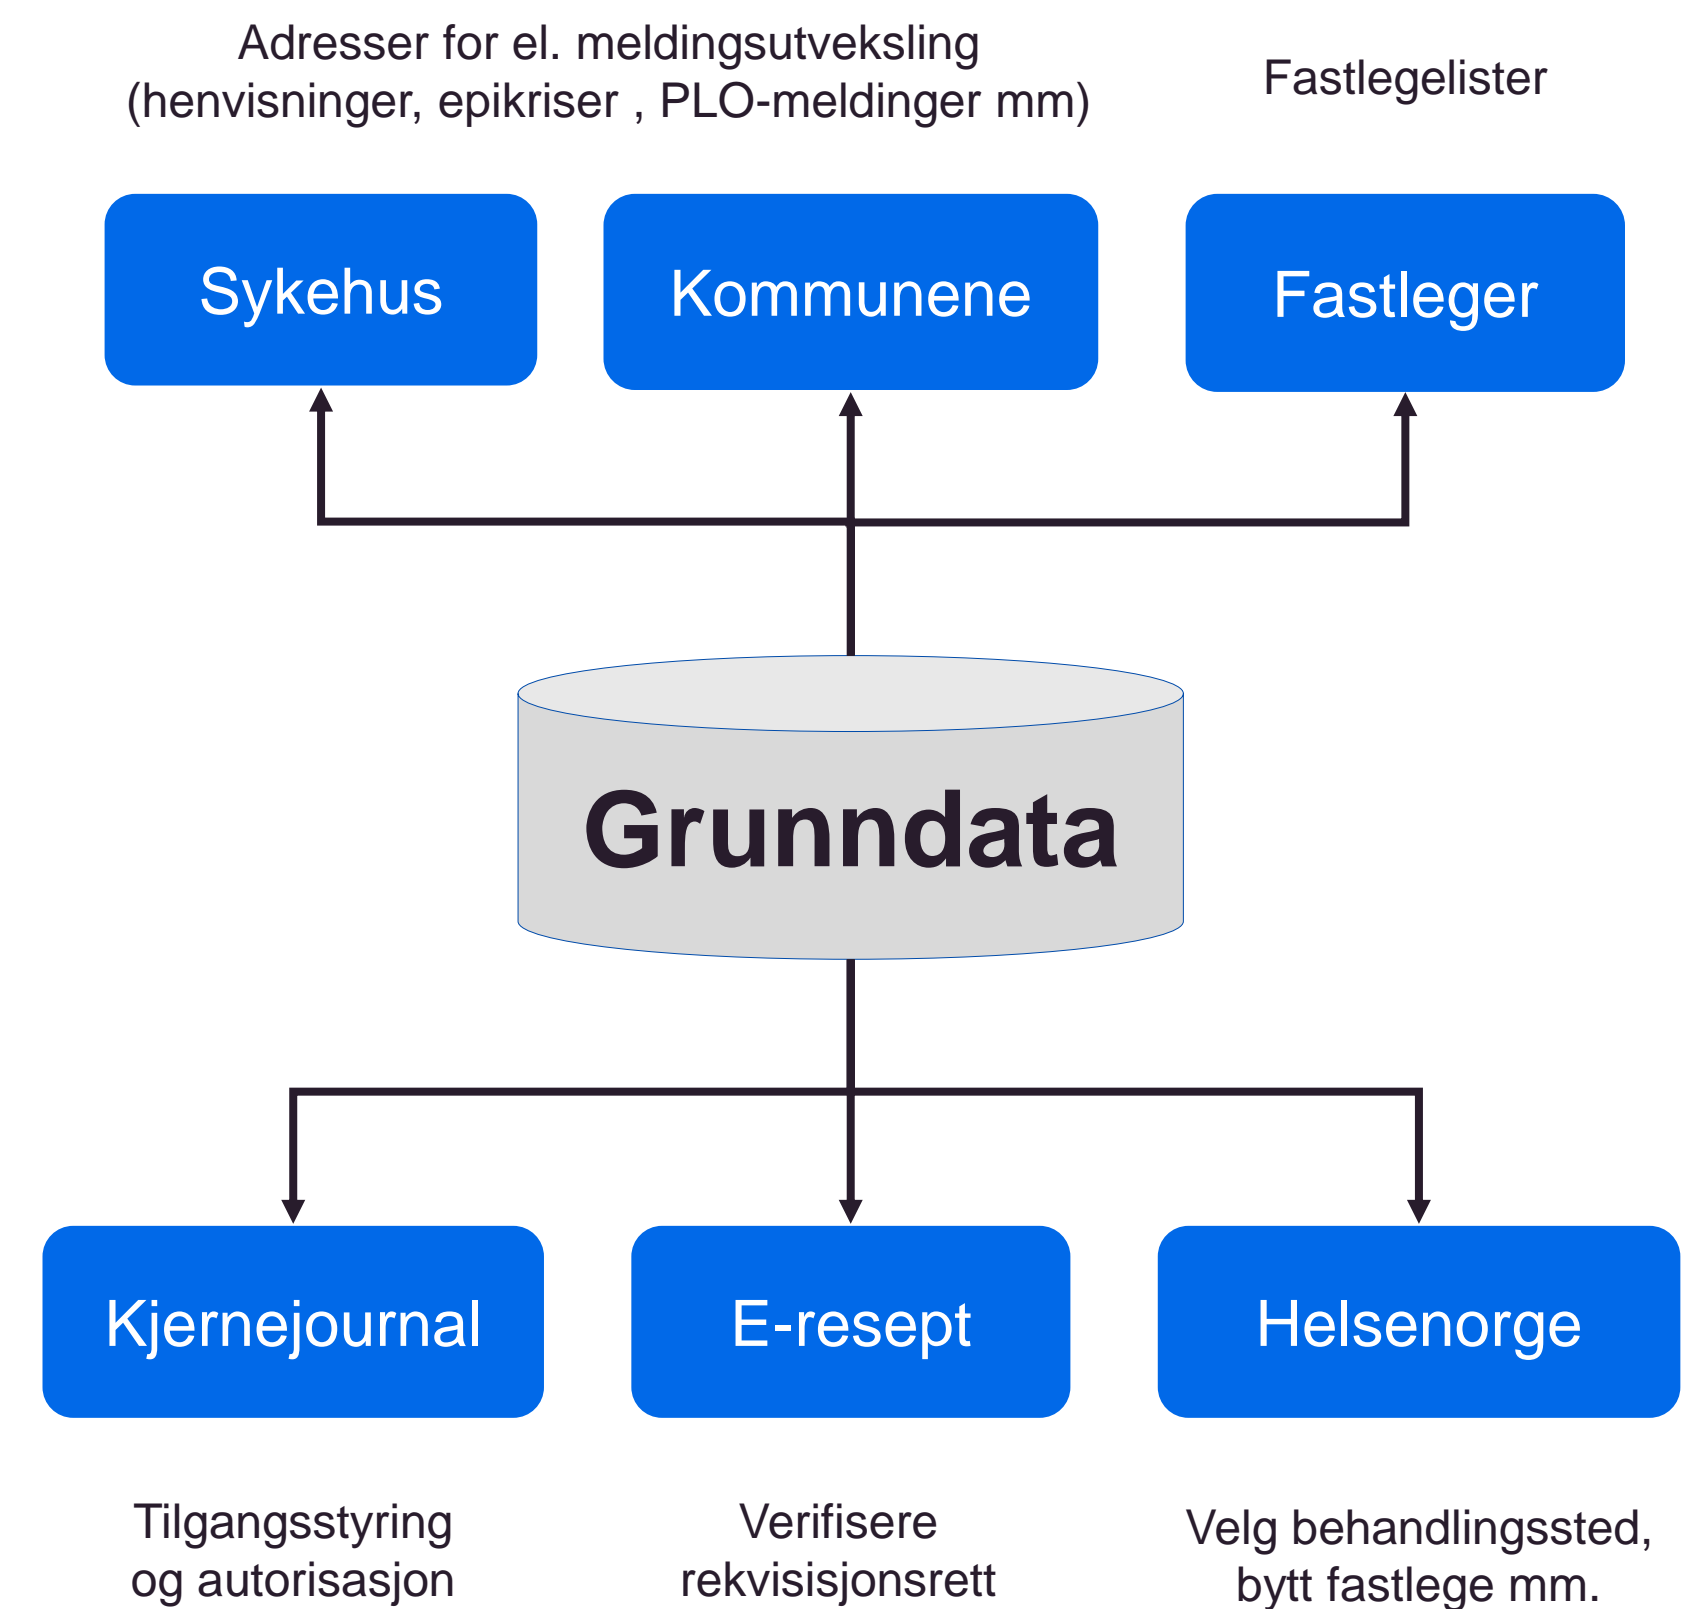 Adresser for el. meldingsutveksling
(henvisninger, epikriser , PLO-meldinger mm)
Fastlegelister
Sykehus
Kommunene
Fastleger
Grunndata
Kjernejournal
E-resept
Helsenorge
Tilgangsstyring
og autorisasjon
Verifisere
rekvisisjonsrett
Velg behandlingssted,
bytt fastlege mm.